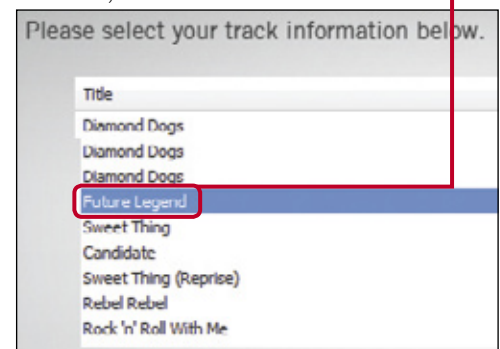 Please select your track information below.
Title
Diamond Dogs
Diamond Dogs
Diamond Dogs
Future Legend
Sweet Thing
Candidate
Sweet Thing (Reprise)
Rebel Rebel
Rock 'n' Roll With Me